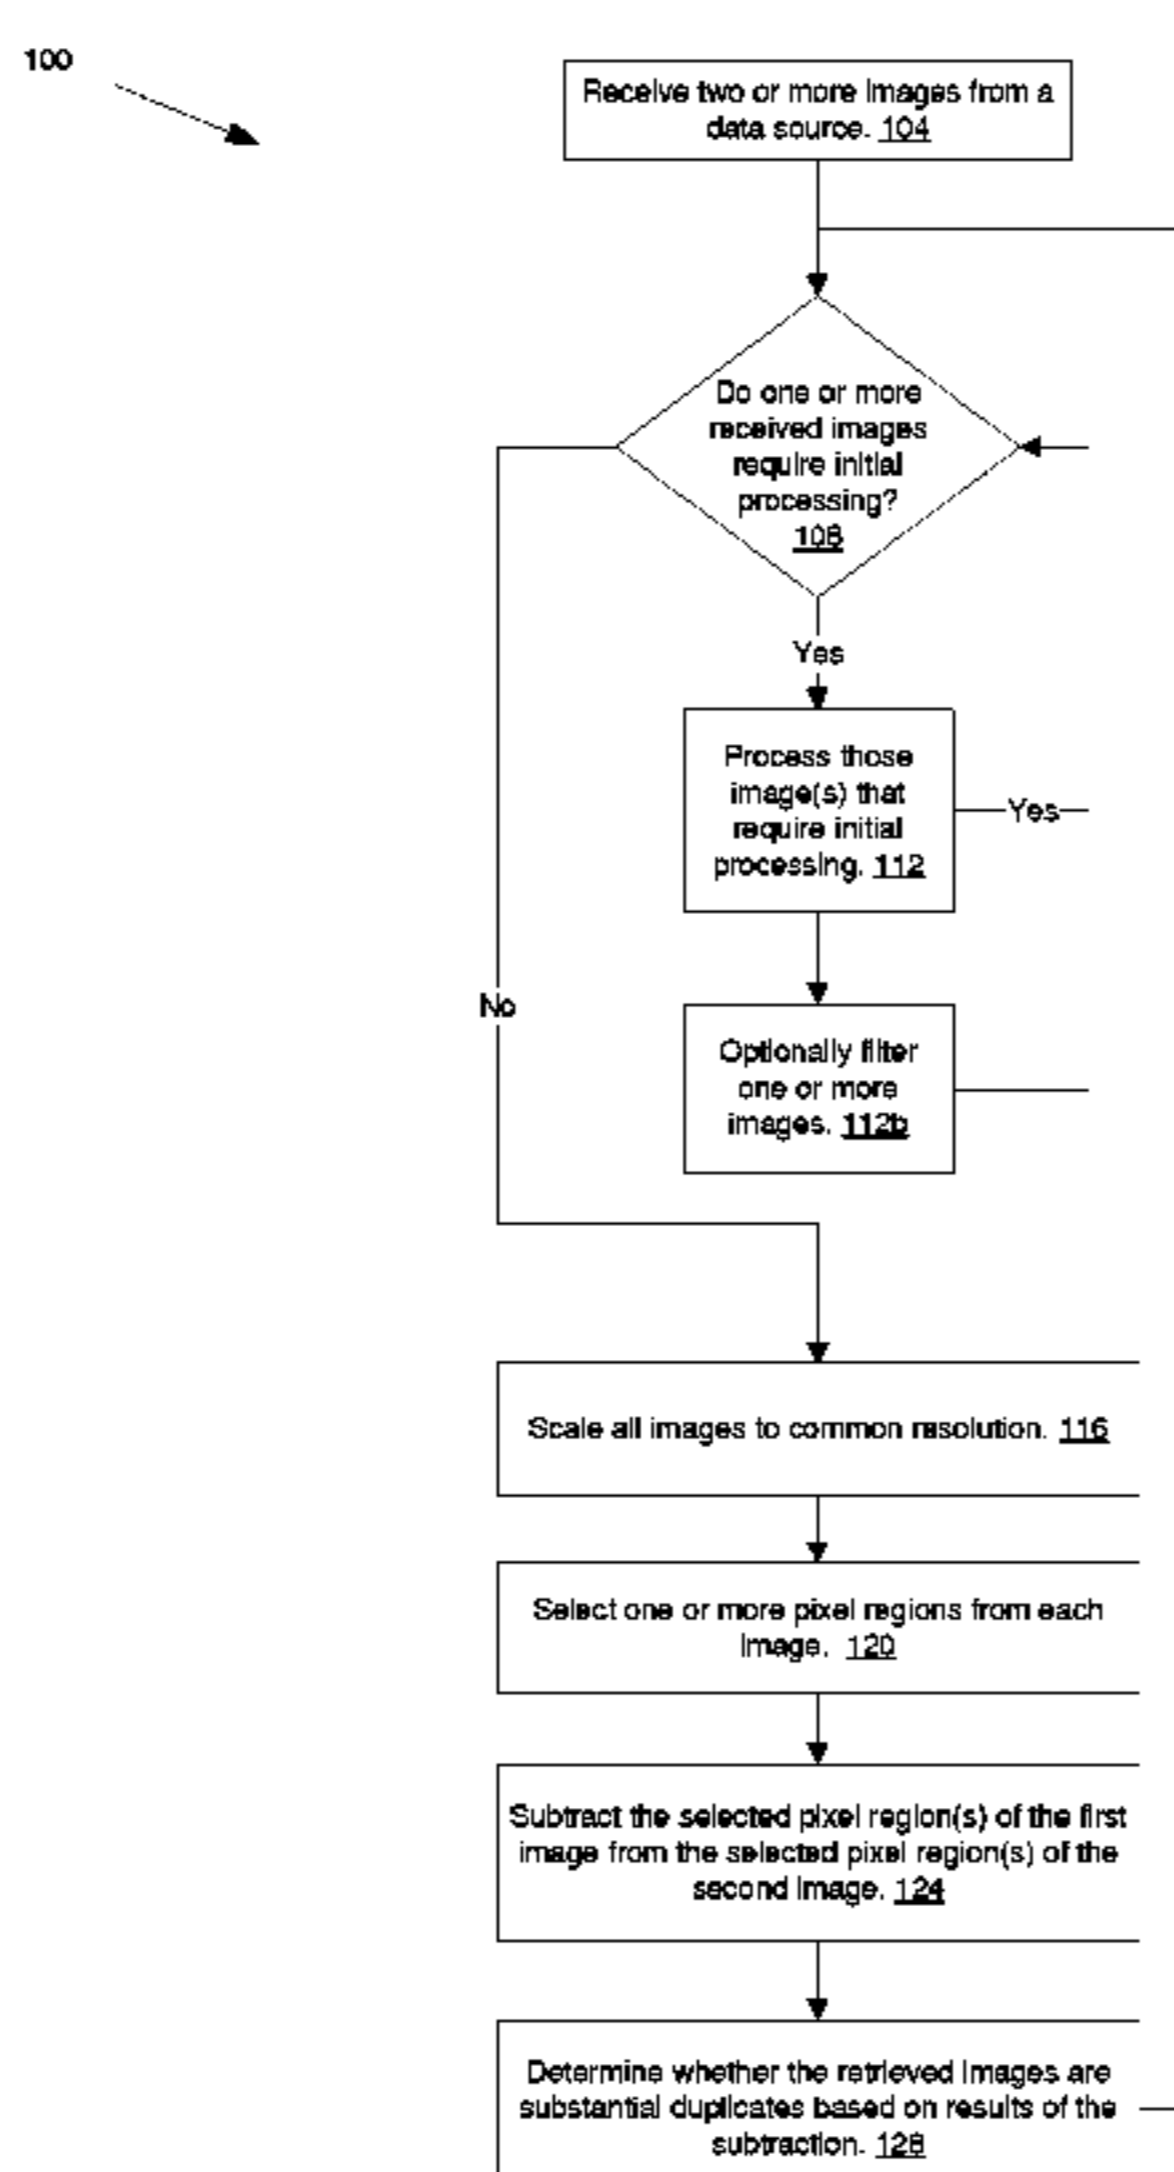 100
Receive two or more images from a
data source. 104
Do one or more
received images
require initial
processing?
108
Yes
Process those
image(s) that
require initial
processing. 112
Yes
No
Optionally filter
one or more
images. 112b
Scale all images to common resolution. 116
Select one or more pixel regions from each
image. 120
Subtract the selected pixel region(s) of the first
image from the selected pixel region(s) of the
second image. 124
Determine whether the retrieved images are
substantial duplicates based on results of the
subtraction. 128